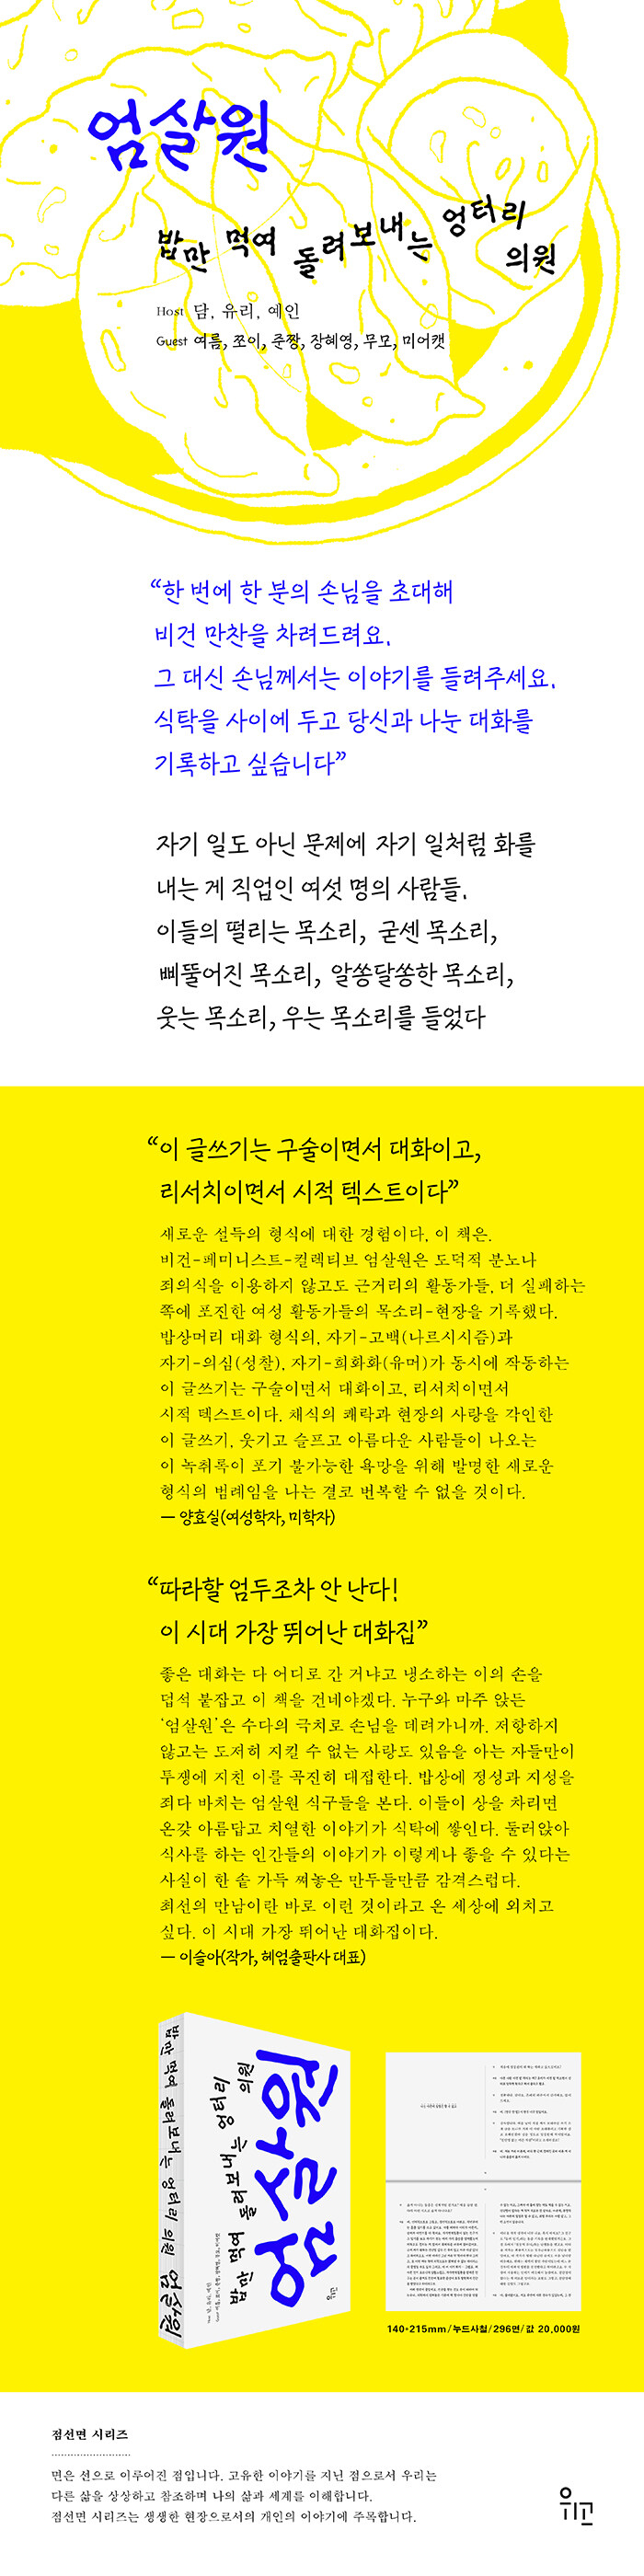 엄살원
밥만 먹여 돌려보내는 엉터리
의원
Host 담, 유리, 예인
Guest 여름, 쪼이, 준짱, 장혜영, 무모, 미어캣
“한 번에 한 분의 손님을 초대해
비건 만찬을 차려드려요.
그 대신 손님께서는 이야기를 들려주세요.
식탁을 사이에 두고 당신과 나눈 대화를
기록하고 싶습니다”
자기 일도 아닌 문제에 자기 일처럼 화를
내는 게 직업인 여섯 명의 사람들.
이들의 떨리는 목소리, 굳센 목소리,
삐뚤어진 목소리, 알쏭달쏭한 목소리,
웃는 목소리, 우는 목소리를 들었다
“이 글쓰기는 구술이면서 대화이고,
리서치이면서 시적 텍스트이다”
새로운 설득의 형식에 대한 경험이다, 이 책은.
비건-페미니스트-컬렉티브 엄살원은 도덕적 분노나
죄의식을 이용하지 않고도 근거리의 활동가들, 더 실패하는
쪽에 포진한 여성 활동가들의 목소리-현장을 기록했다.
밥상머리 대화 형식의, 자기-고백(나르시시즘)과
자기-의심(성찰), 자기-희화화(유머)가 동시에 작동하는
이 글쓰기는 구술이면서 대화이고, 리서치이면서
시적 텍스트이다. 채식의 쾌락과 현장의 사랑을 각인한
이 글쓰기, 웃기고 슬프고 아름다운 사람들이 나오는
이 녹취록이 포기 불가능한 욕망을 위해 발명한 새로운
형식의 범례임을 나는 결코 번복할 수 없을 것이다.
— 양효실(여성학자, 미학자)
“따라할 엄두조차 안 난다!
이 시대 가장 뛰어난 대화집”
좋은 대화는 다 어디로 간 거냐고 냉소하는 이의 손을
덥석 붙잡고 이 책을 건네야겠다. 누구와 마주 앉든
‘엄살원’은 수다의 극치로 손님을 데려가니까. 저항하지
않고는 도저히 지킬 수 없는 사랑도 있음을 아는 자들만이
투쟁에 지친 이를 곡진히 대접한다. 밥상에 정성과 지성을
죄다 바치는 엄살원 식구들을 본다. 이들이 상을 차리면
온갖 아름답고 치열한 이야기가 식탁에 쌓인다. 둘러앉아
식사를 하는 인간들의 이야기가 이렇게나 좋을 수 있다는
사실이 한 솥 가득 쪄놓은 만두들만큼 감격스럽다.
최선의 만남이란 바로 이런 것이라고 온 세상에 외치고
싶다. 이 시대 가장 뛰어난 대화집이다.
— 이슬아(작가, 헤엄출판사 대표)
밥만 먹여 돌려보내는 엉터리 의원 엄살원
엄살원
밥만 먹여 돌려보내는 엉터리
의원
Host 담, 유리, 예인
Guest 여름, 쪼이, 준짱, 장혜영, 무모, 미어캣
위고
140*215mm/누드사철/296면/값 20,000원
점선면 시리즈
면은 선으로 이루어진 점입니다. 고유한 이야기를 지닌 점으로서 우리는
다른 삶을 상상하고 참조하며 나의 삶과 세계를 이해합니다.
점선면 시리즈는 생생한 현장으로서의 개인의 이야기에 주목합니다.
위고